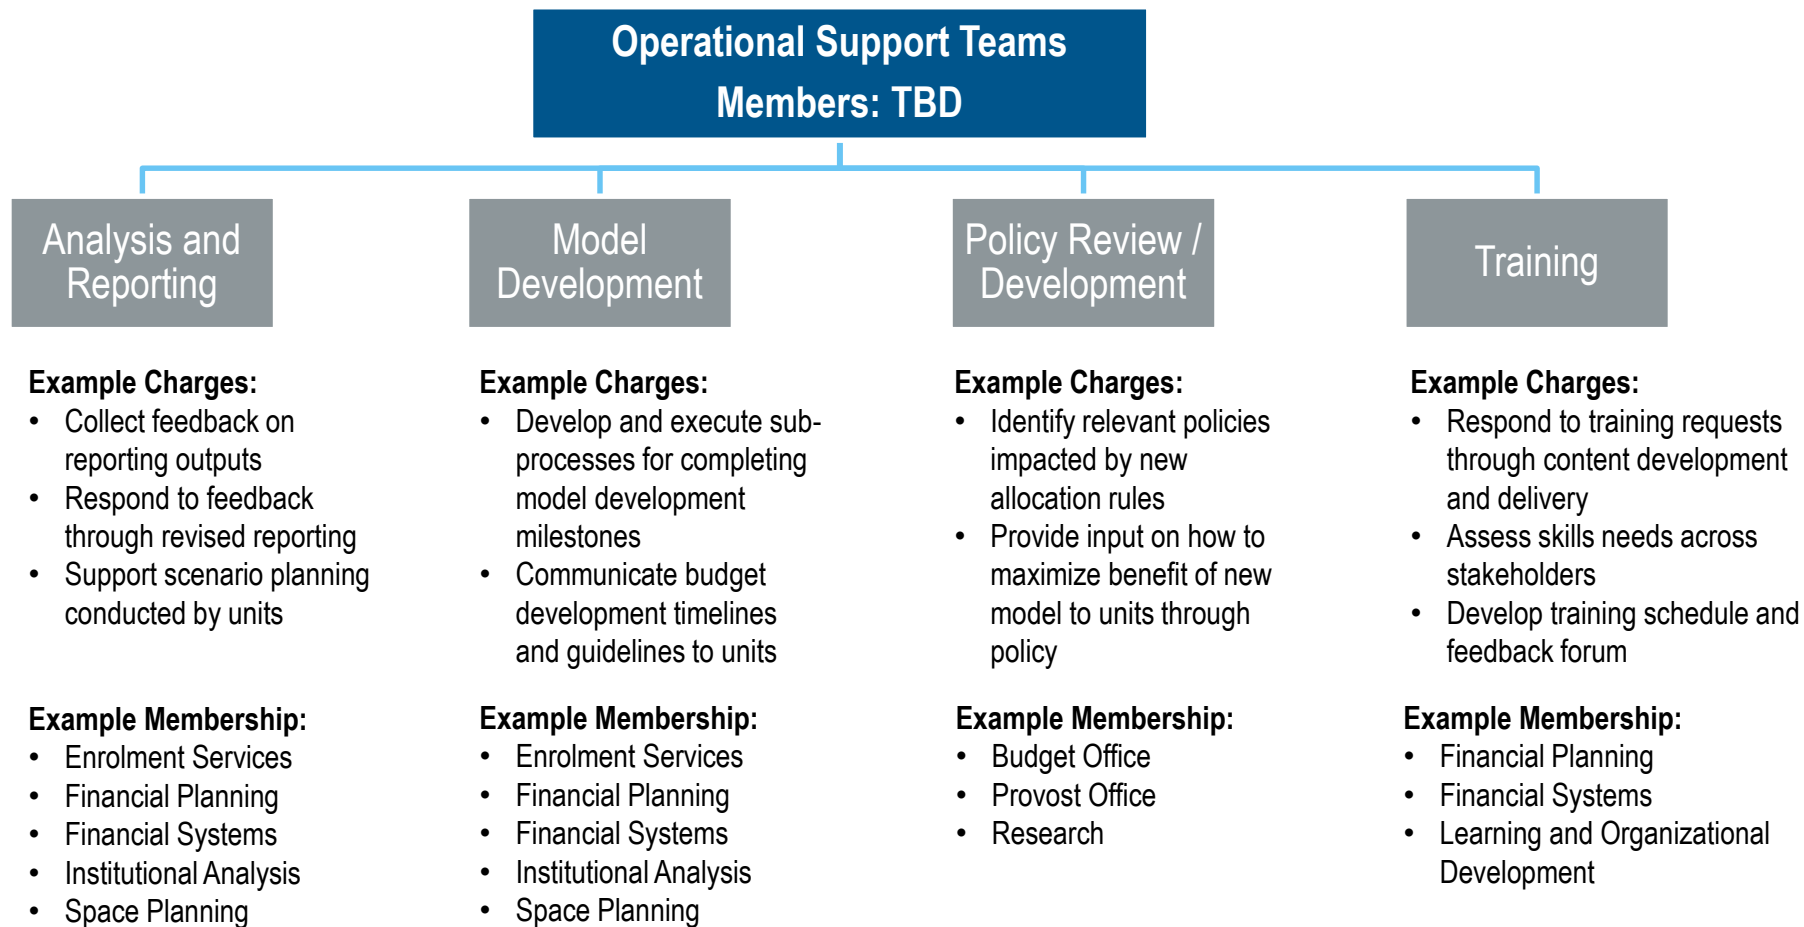 Operational Support Teams
Members: TBD
Analysis and
Reporting
Model
Development
Policy Review /
Development
Training
Example Charges:
• Collect feedback on
reporting outputs
• Respond to feedback
through revised reporting
• Support scenario planning
conducted by units
Example Membership:
• Enrolment Services
• Financial Planning
• Financial Systems
• Institutional Analysis
• Space Planning
Example Charges:
• Develop and execute sub-
processes for completing
model development
milestones
• Communicate budget
development timelines
and guidelines to units
Example Membership:
• Enrolment Services
• Financial Planning
• Financial Systems
• Institutional Analysis
• Space Planning
Example Charges:
• Identify relevant policies
impacted by new
allocation rules
• Provide input on how to
maximize benefit of new
model to units through
policy
Example Membership:
• Budget Office
• Provost Office
• Research
Example Charges:
• Respond to training requests
through content development
and delivery
• Assess skills needs across
stakeholders
• Develop training schedule and
feedback forum
Example Membership:
• Financial Planning
• Financial Systems
• Learning and Organizational
Development